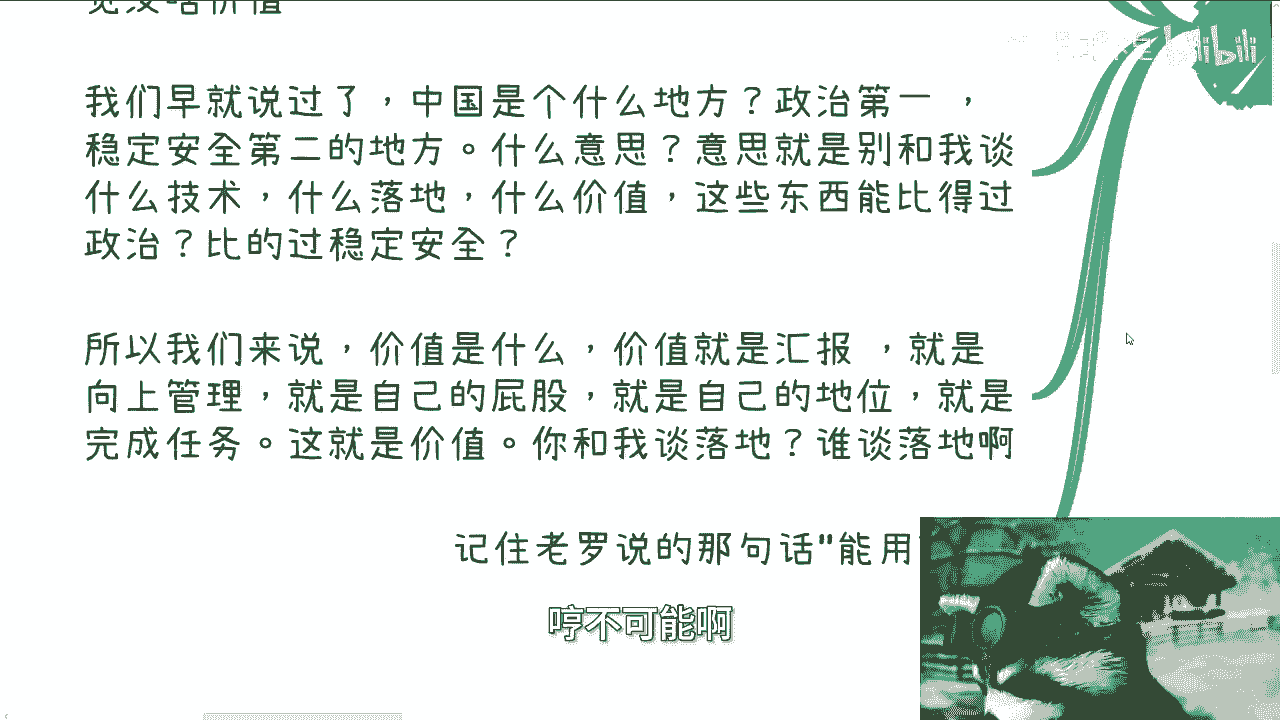 我们早就说过了，中国是个什么地方？政治第一 ，
稳定安全第二的地方。什么意思？意思就是别和我谈
什么技术，什么落地，什么价值，这些东西能比得过
政治？比的过稳定安全？
所以我们来说，价值是什么，价值就是汇报 ，就是
向上管理，就是自己的屁股，就是自己的地位，就是
完成任务。这就是价值。你和我谈落地？谁谈落地啊
记住老罗说的那句话"能用
哼不可能啊
bilibili